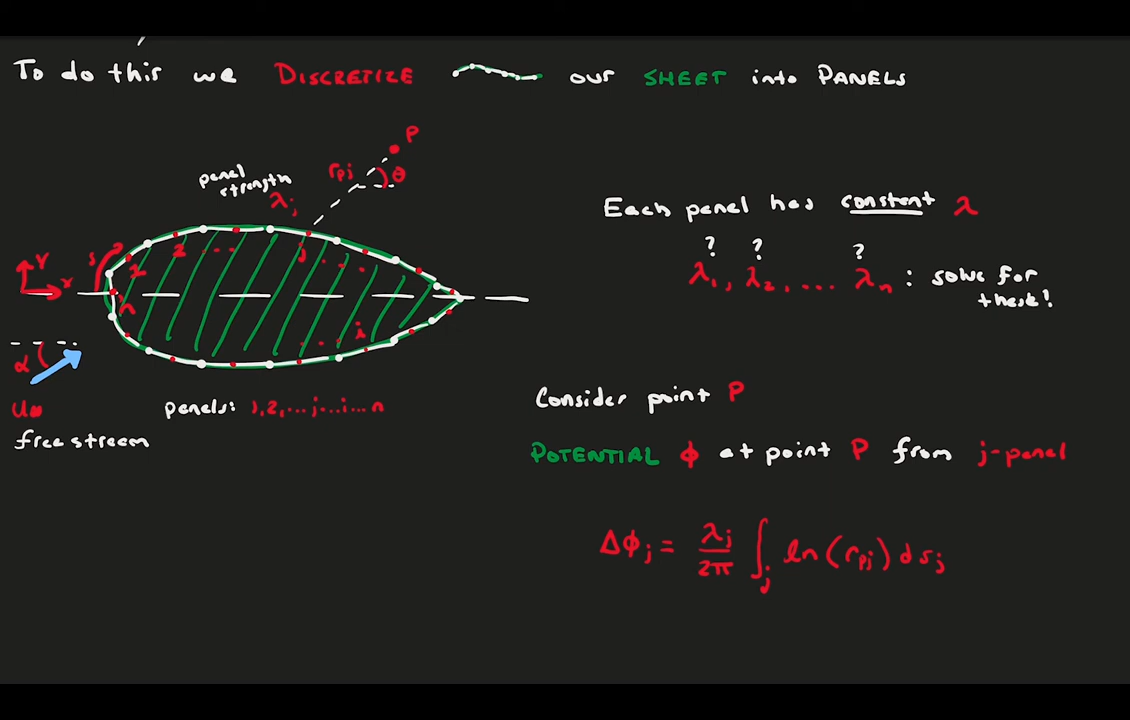 To do this we DISCRETIZE our SHEET into PANELS
P
panel strength
λj
rpj
θ
Each panel has constant λ
? ? ?
λ1, λ2, .... λn : solve for these!
Y
x
s
1
2 ...
j ....
n
.... i
α
U∞
free stream
panels: 1,2,...j...i...n
Consider point P
POTENTIAL ϕ at point P from j-panel
Δϕj = λj/2π ∫j ln(rpj) dsj